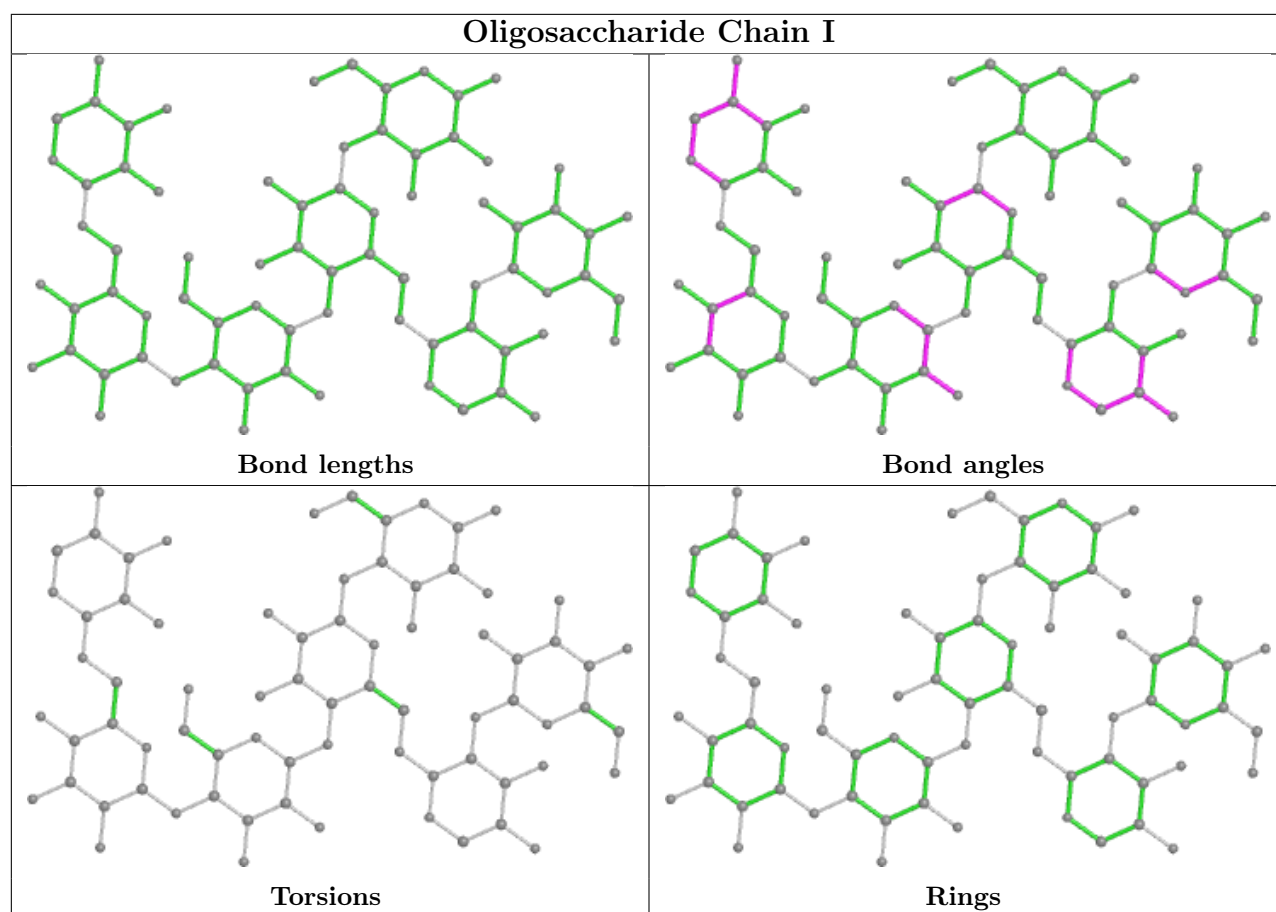 Oligosaccharide Chain I
Bond lengths
Bond angles
Torsions
Rings